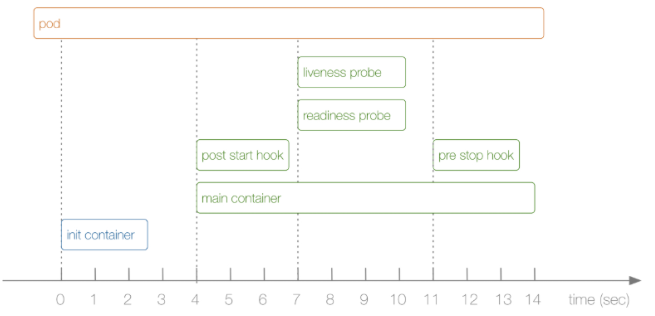 pod
liveness probe
readiness probe
post start hook
pre stop hook
main container
init container
0 1 2 3 4 5 6 7 8 9 10 11 12 13 14 time (sec)